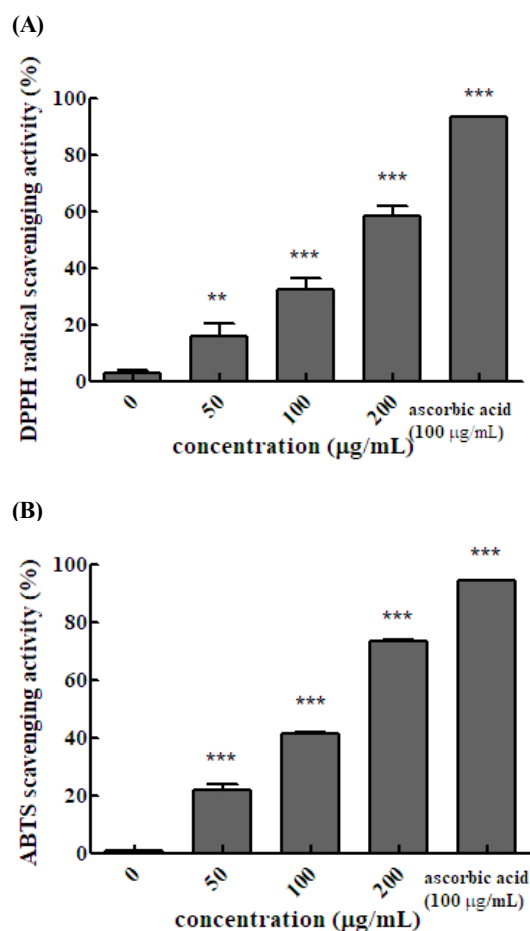 (A)
DPPH radical scaveniging activity (%)
100
80
60
40
20
0
***
***
***
**
0
50
100
200
ascorbic acid
(100 μg/mL)
concentration (μg/mL)
(B)
ABTS scavenging activity (%)
100
80
60
40
20
0
***
***
***
***
0
50
100
200
ascorbic acid
(100 μg/mL)
concentration (μg/mL)